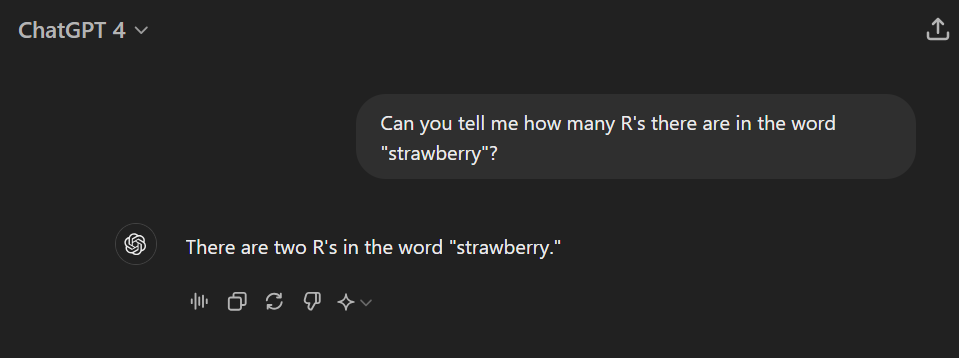 ChatGPT 4
Can you tell me how many R's there are in the word
"strawberry"?
There are two R's in the word "strawberry."